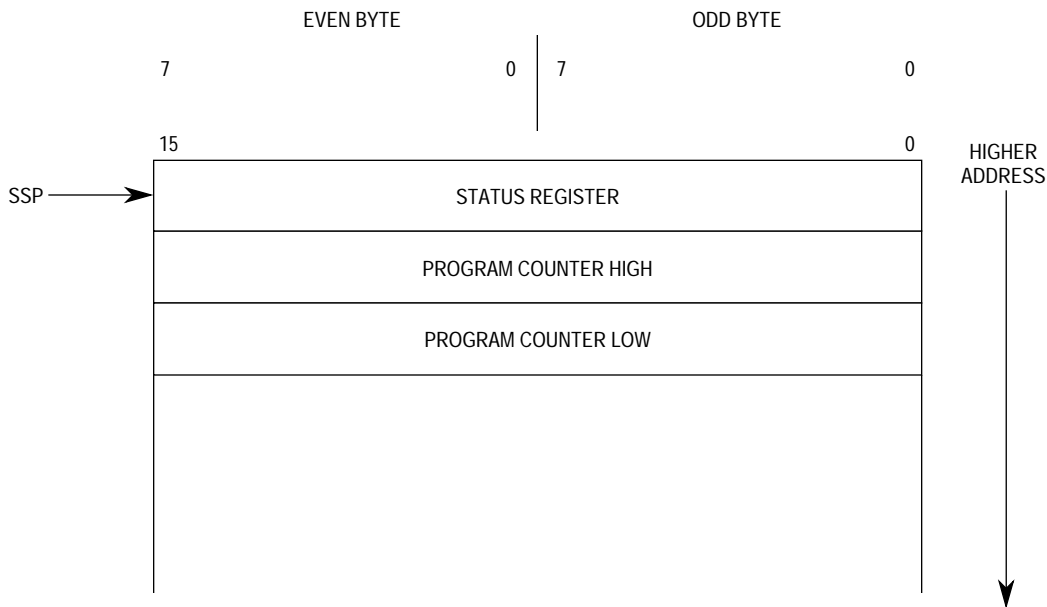 EVEN BYTE ODD BYTE
7 0 7 0
15 0
HIGHER
ADDRESS
SSP
STATUS REGISTER
PROGRAM COUNTER HIGH
PROGRAM COUNTER LOW